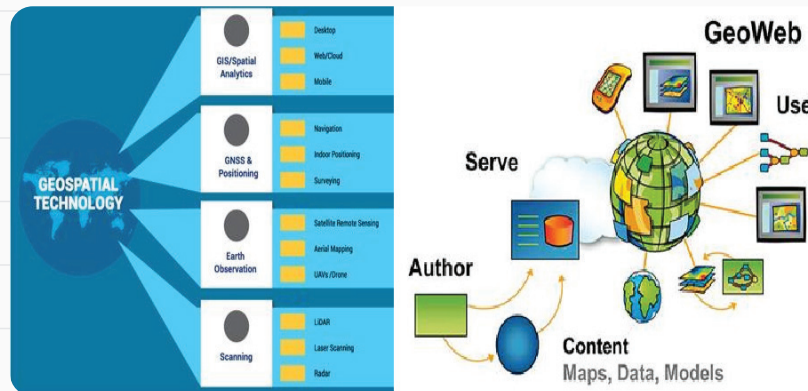 GEOSPATIAL
TECHNOLOGY
GIS/Spatial
Analytics
Desktop
Web/Cloud
Mobile
GNSS &
Positioning
Navigation
Indoor Positioning
Surveying
Earth
Observation
Satellite Remote Sensing
Aerial Mapping
UAVs /Drone
Scanning
LiDAR
Laser Scanning
Radar
GeoWeb
Use
Serve
Author
Content
Maps, Data, Models